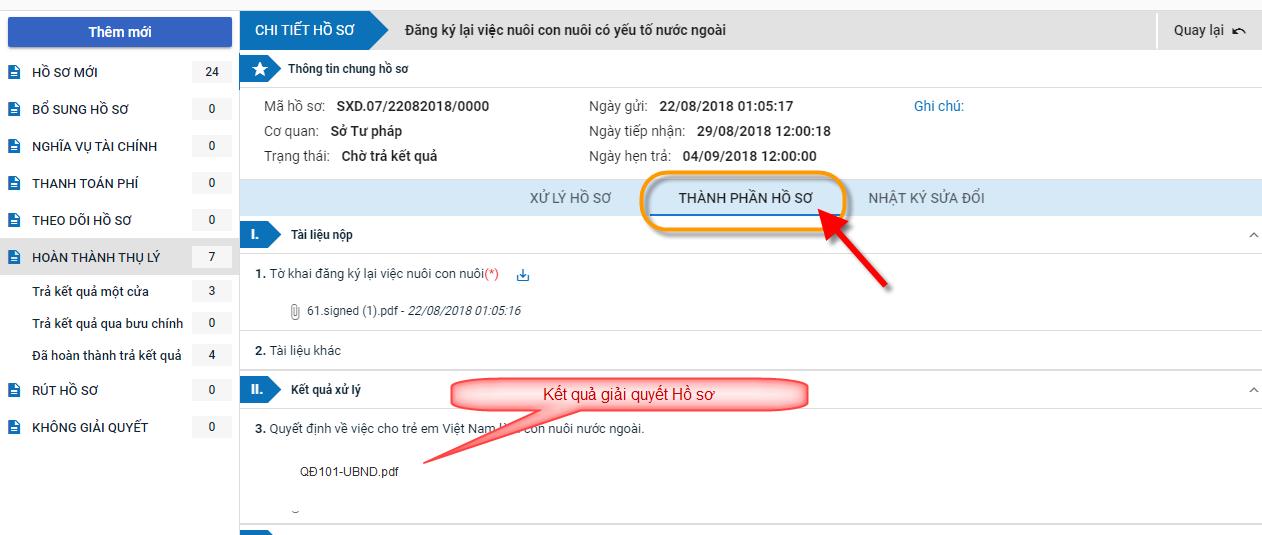 Thêm mới
HỒ SƠ MỚI 24
BỔ SUNG HỒ SƠ 0
NGHĨA VỤ TÀI CHÍNH 0
THANH TOÁN PHÍ 0
THEO DÕI HỒ SƠ 0
HOÀN THÀNH THỤ LÝ 7
Trả kết quả một cửa 3
Trả kết quả qua bưu chính 0
Đã hoàn thành trả kết quả 4
RÚT HỒ SƠ 0
KHÔNG GIẢI QUYẾT 0
CHI TIẾT HỒ SƠ Đăng ký lại việc nuôi con nuôi có yếu tố nước ngoài Quay lại
Thông tin chung hồ sơ
Mã hồ sơ: SXD.07/22082018/0000 Ngày gửi: 22/08/2018 01:05:17 Ghi chú:
Cơ quan: Sở Tư pháp Ngày tiếp nhận: 29/08/2018 12:00:18
Trạng thái: Chờ trả kết quả Ngày hẹn trả: 04/09/2018 12:00:00
XỬ LÝ HỒ SƠ THÀNH PHẦN HỒ SƠ NHẬT KÝ SỬA ĐỔI
I. Tài liệu nộp
1. Tờ khai đăng ký lại việc nuôi con nuôi(*)
61.signed (1).pdf - 22/08/2018 01:05:16
2. Tài liệu khác
II. Kết quả xử lý
Kết quả giải quyết Hồ sơ
3. Quyết định về việc cho trẻ em Việt Nam con nuôi nước ngoài.
QĐ101-UBND.pdf